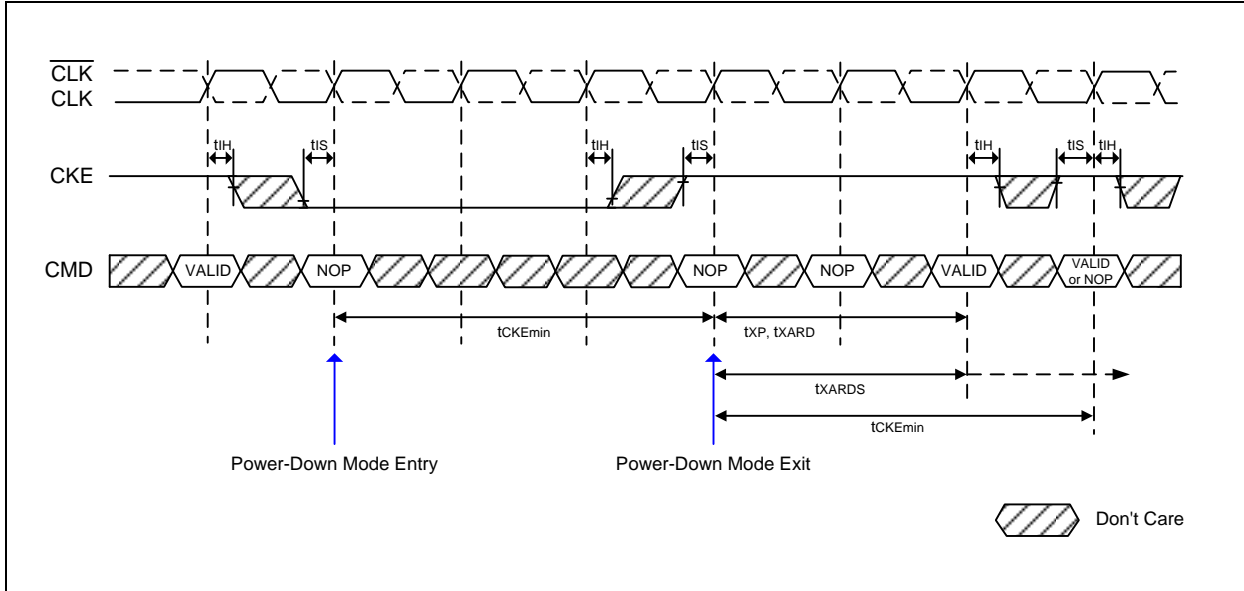 CLK
CLK
tIH
tIS
tIH
tIS
tIH
tIS
tIH
CKE
CMD
VALID
NOP
NOP
NOP
VALID
VALID
or NOP
tCKEmin
tXP, tXARD
tXARDS
tCKEmin
Power-Down Mode Entry
Power-Down Mode Exit
Don't Care